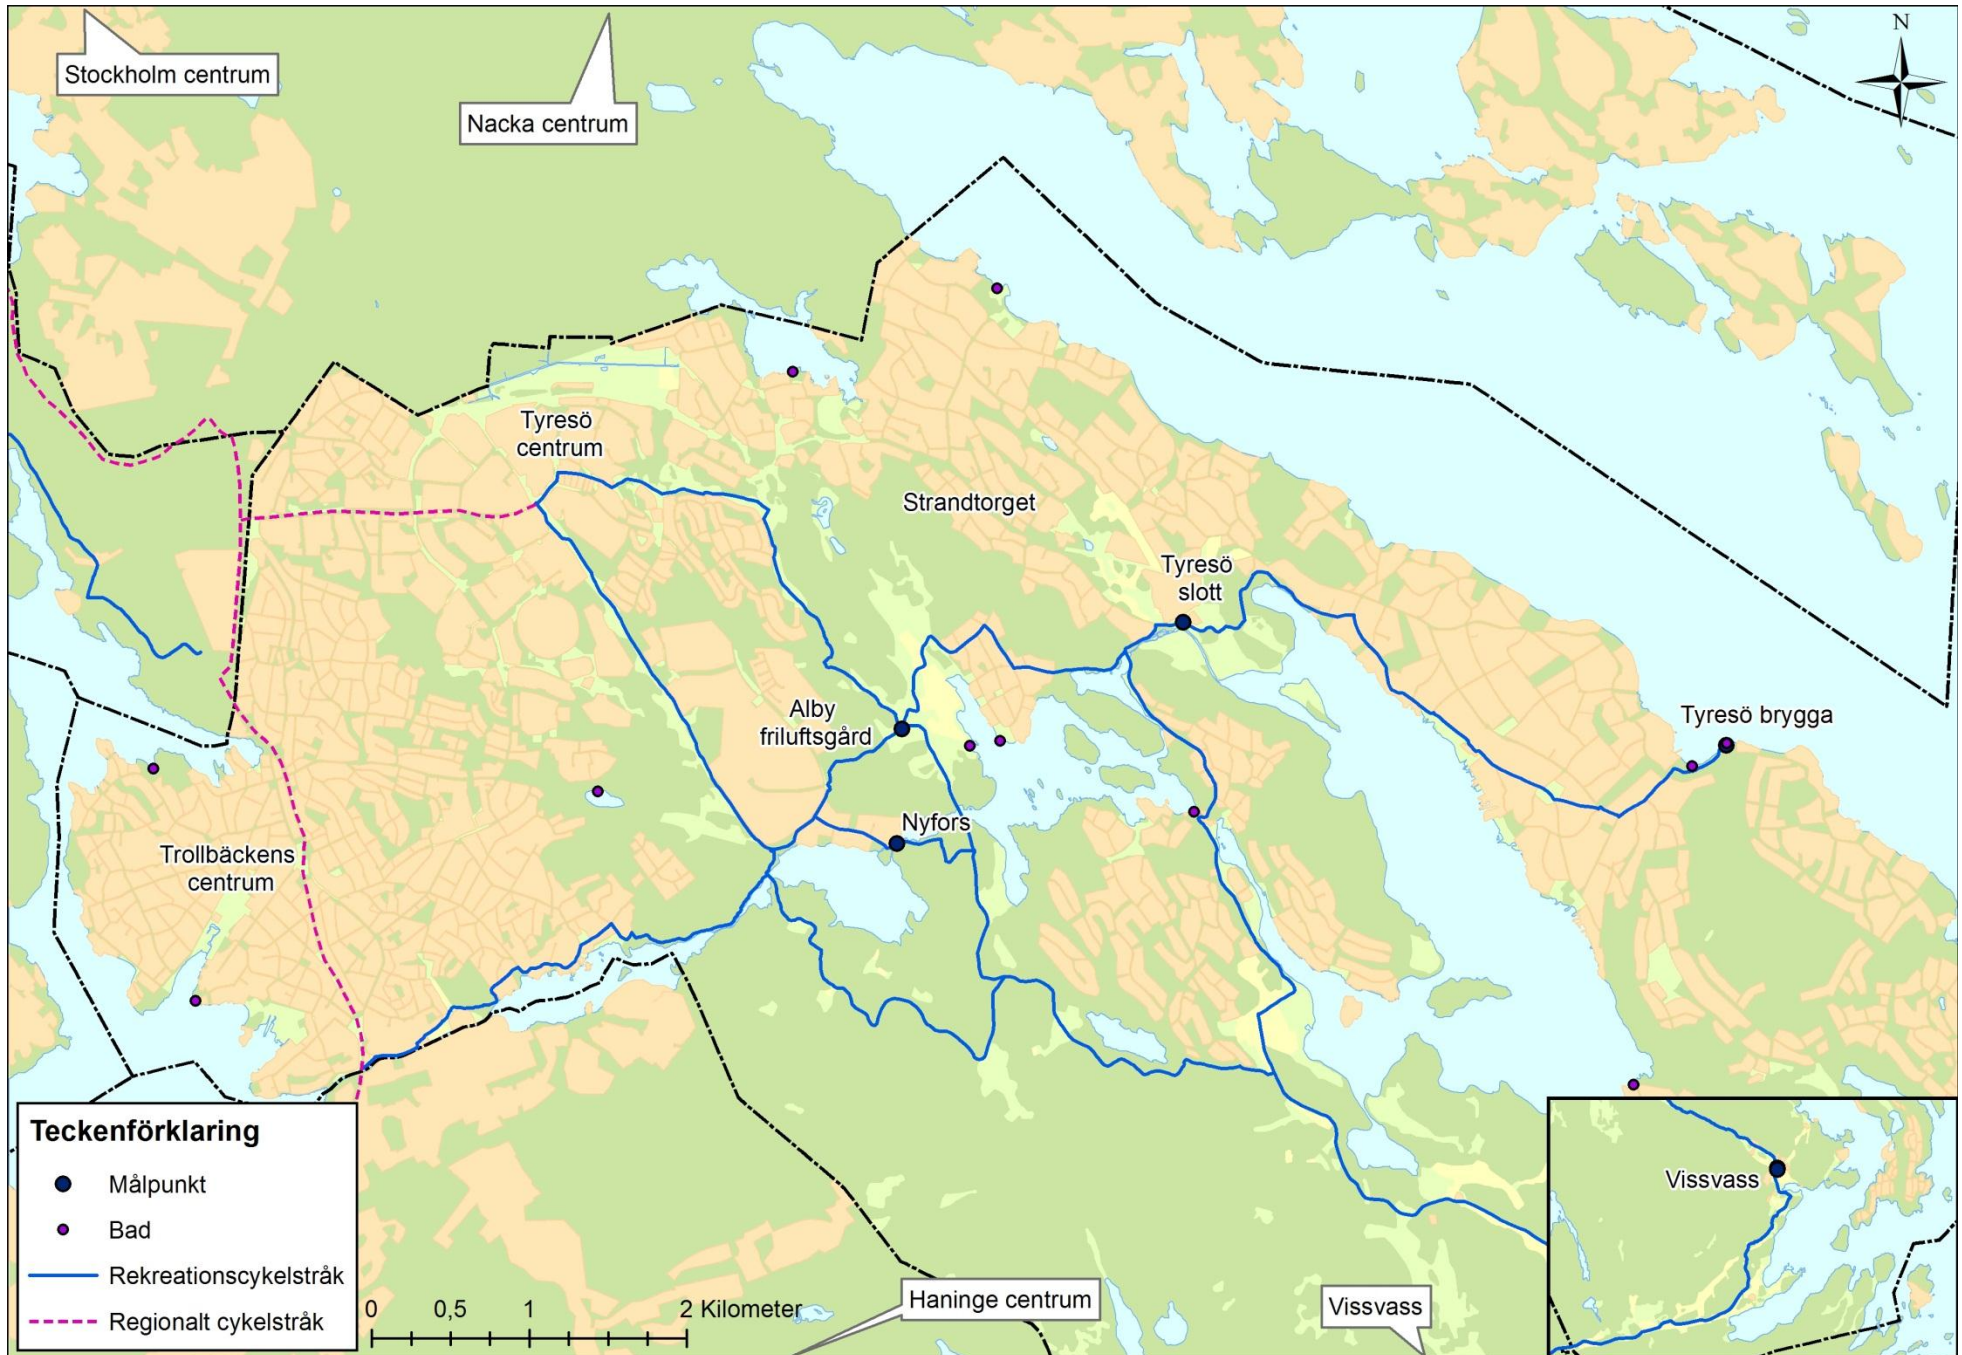 Stockholm centrum
Nacka centrum
N
Tyresö
centrum
Strandtorget
Tyresö
slott
Alby
friluftsgård
Tyresö brygga
Nyfors
Trollbäckens
centrum
Teckenförklaring
Målpunkt
Bad
Rekreationscykelstråk
Regionalt cykelstråk
0 0,5 1 2 Kilometer
Haninge centrum
Vissvass
Vissvass